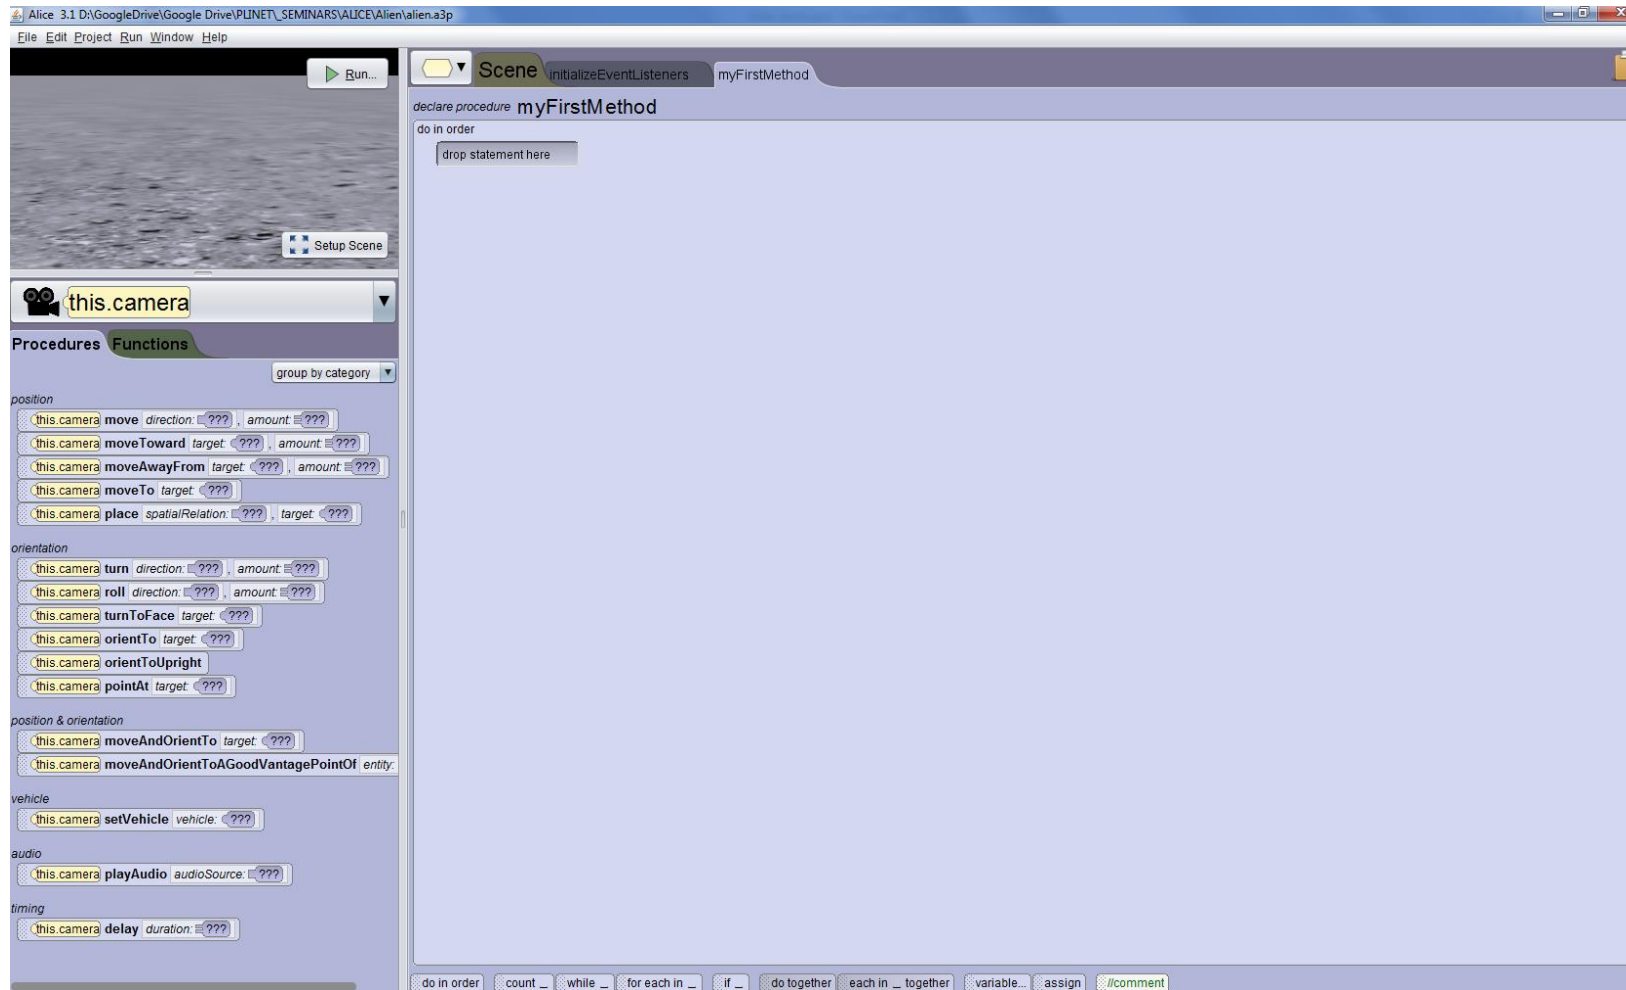 Alice 3.1 D:\GoogleDrive\Google Drive\PLINET\_SEMINARS\ALICE\Alien\alien.a3p
File Edit Project Run Window Help
Run...
Setup Scene
this.camera
Procedures Functions
group by category
position
this.camera move direction: ??? , amount: ???
this.camera moveToward target: ??? , amount: ???
this.camera moveAwayFrom target: ??? , amount: ???
this.camera moveTo target: ???
this.camera place spatialRelation: ??? , target: ???
orientation
this.camera turn direction: ??? , amount: ???
this.camera roll direction: ??? , amount: ???
this.camera turnToFace target: ???
this.camera orientTo target: ???
this.camera orientToUpright
this.camera pointAt target: ???
position & orientation
this.camera moveAndOrientTo target: ???
this.camera moveAndOrientToAGoodVantagePointOf entity:
vehicle
this.camera setVehicle vehicle: ???
audio
this.camera playAudio audioSource: ???
timing
this.camera delay duration: ???
Scene initializeEventListeners myFirstMethod
declare procedure myFirstMethod
do in order
drop statement here
do in order count _ while _ for each in _ if _ do together each in _ together variable... assign //comment